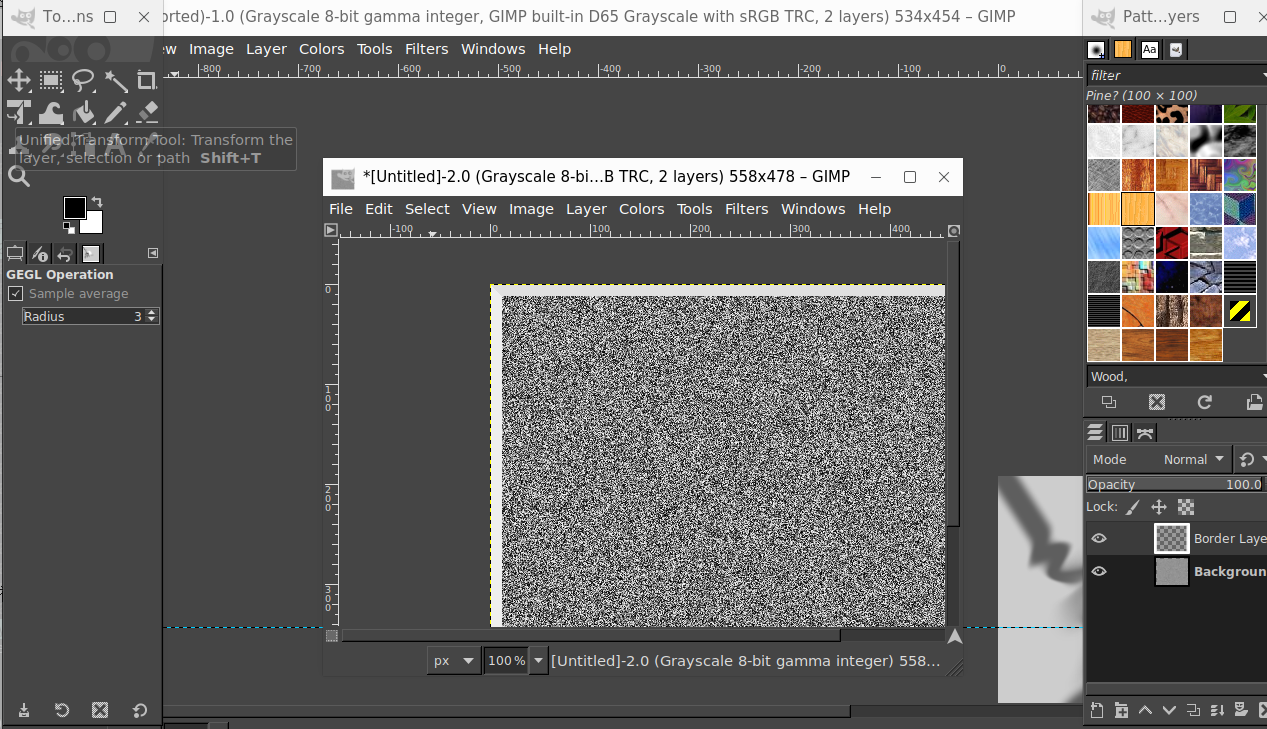 To...ns
orted)-1.0 (Grayscale 8-bit gamma integer, GIMP built-in D65 Grayscale with sRGB TRC, 2 layers) 534x454 – GIMP
Patt...yers
ew Image Layer Colors Tools Filters Windows Help
-800 -700 -600 -500 -400 -300 -200 -100 0
filter
Pine? (100 × 100)
Unified Transform Tool: Transform the
layer, selection or path Shift+T
GEGL Operation
Sample average
Radius 3
*[Untitled]-2.0 (Grayscale 8-bi...B TRC, 2 layers) 558x478 – GIMP
File Edit Select View Image Layer Colors Tools Filters Windows Help
-100 0 100 200 300 400
0
100
200
300
px 100 % [Untitled]-2.0 (Grayscale 8-bit gamma integer) 558...
Aa
Wood,
Mode Normal
Opacity 100.0
Lock:
Border Laye
Backgroun